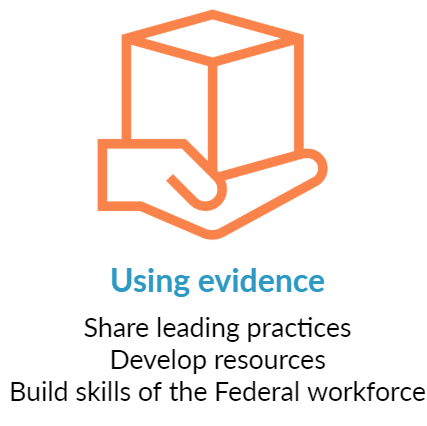 Using evidence
Share leading practices
Develop resources
Build skills of the Federal workforce